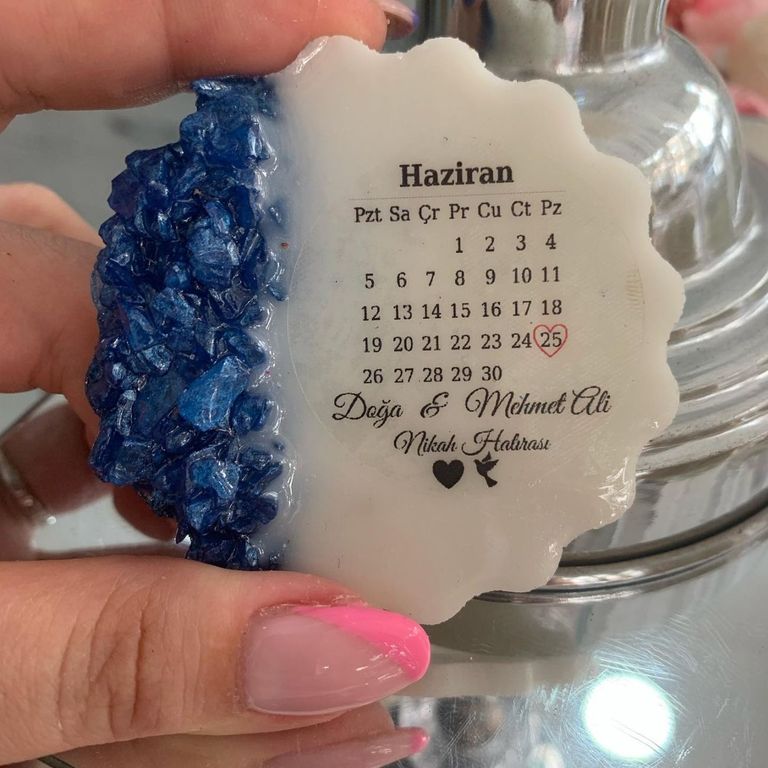 Haziran
Pzt Sa Çr Pr Cu Ct Pz
1 2 3 4
5 6 7 8 9 10 11
12 13 14 15 16 17 18
19 20 21 22 23 24 25
26 27 28 29 30
Doğa & Mehmet Ali
Nikah Hatırası